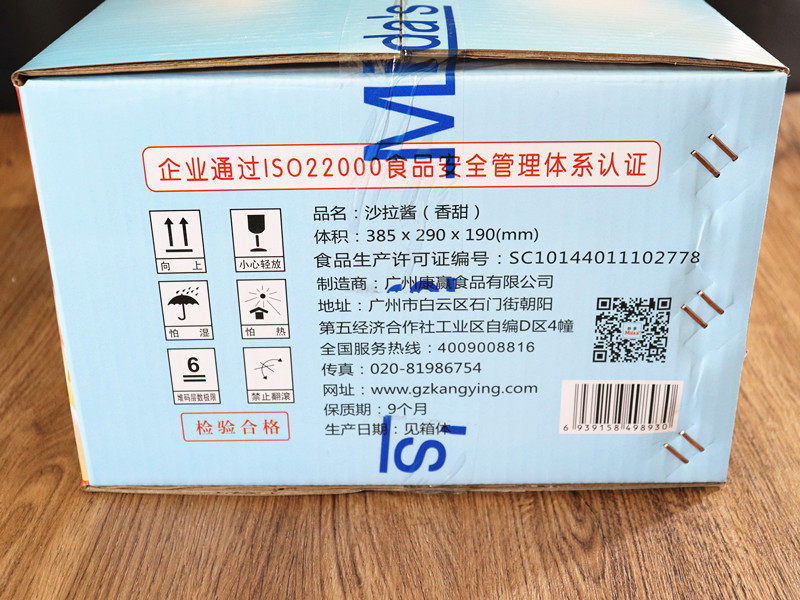 Mida's
企业通过ISO22000食品安全管理体系认证
向上
小心轻放
怕湿
怕热
6
堆码层数极限
禁止翻滚
检验合格
品名：沙拉酱（香甜）
体积：385 x 290 x 190(mm)
食品生产许可证编号：SC10144011102778
制造商：广州康赢食品有限公司
地址：广州市白云区石门街朝阳
第五经济合作社工业区自编D区4幢
全国服务热线：4009008816
传真：020-81986754
网址：www.gzkangying.com
保质期：9个月
生产日期：见箱体
6 939158 498930